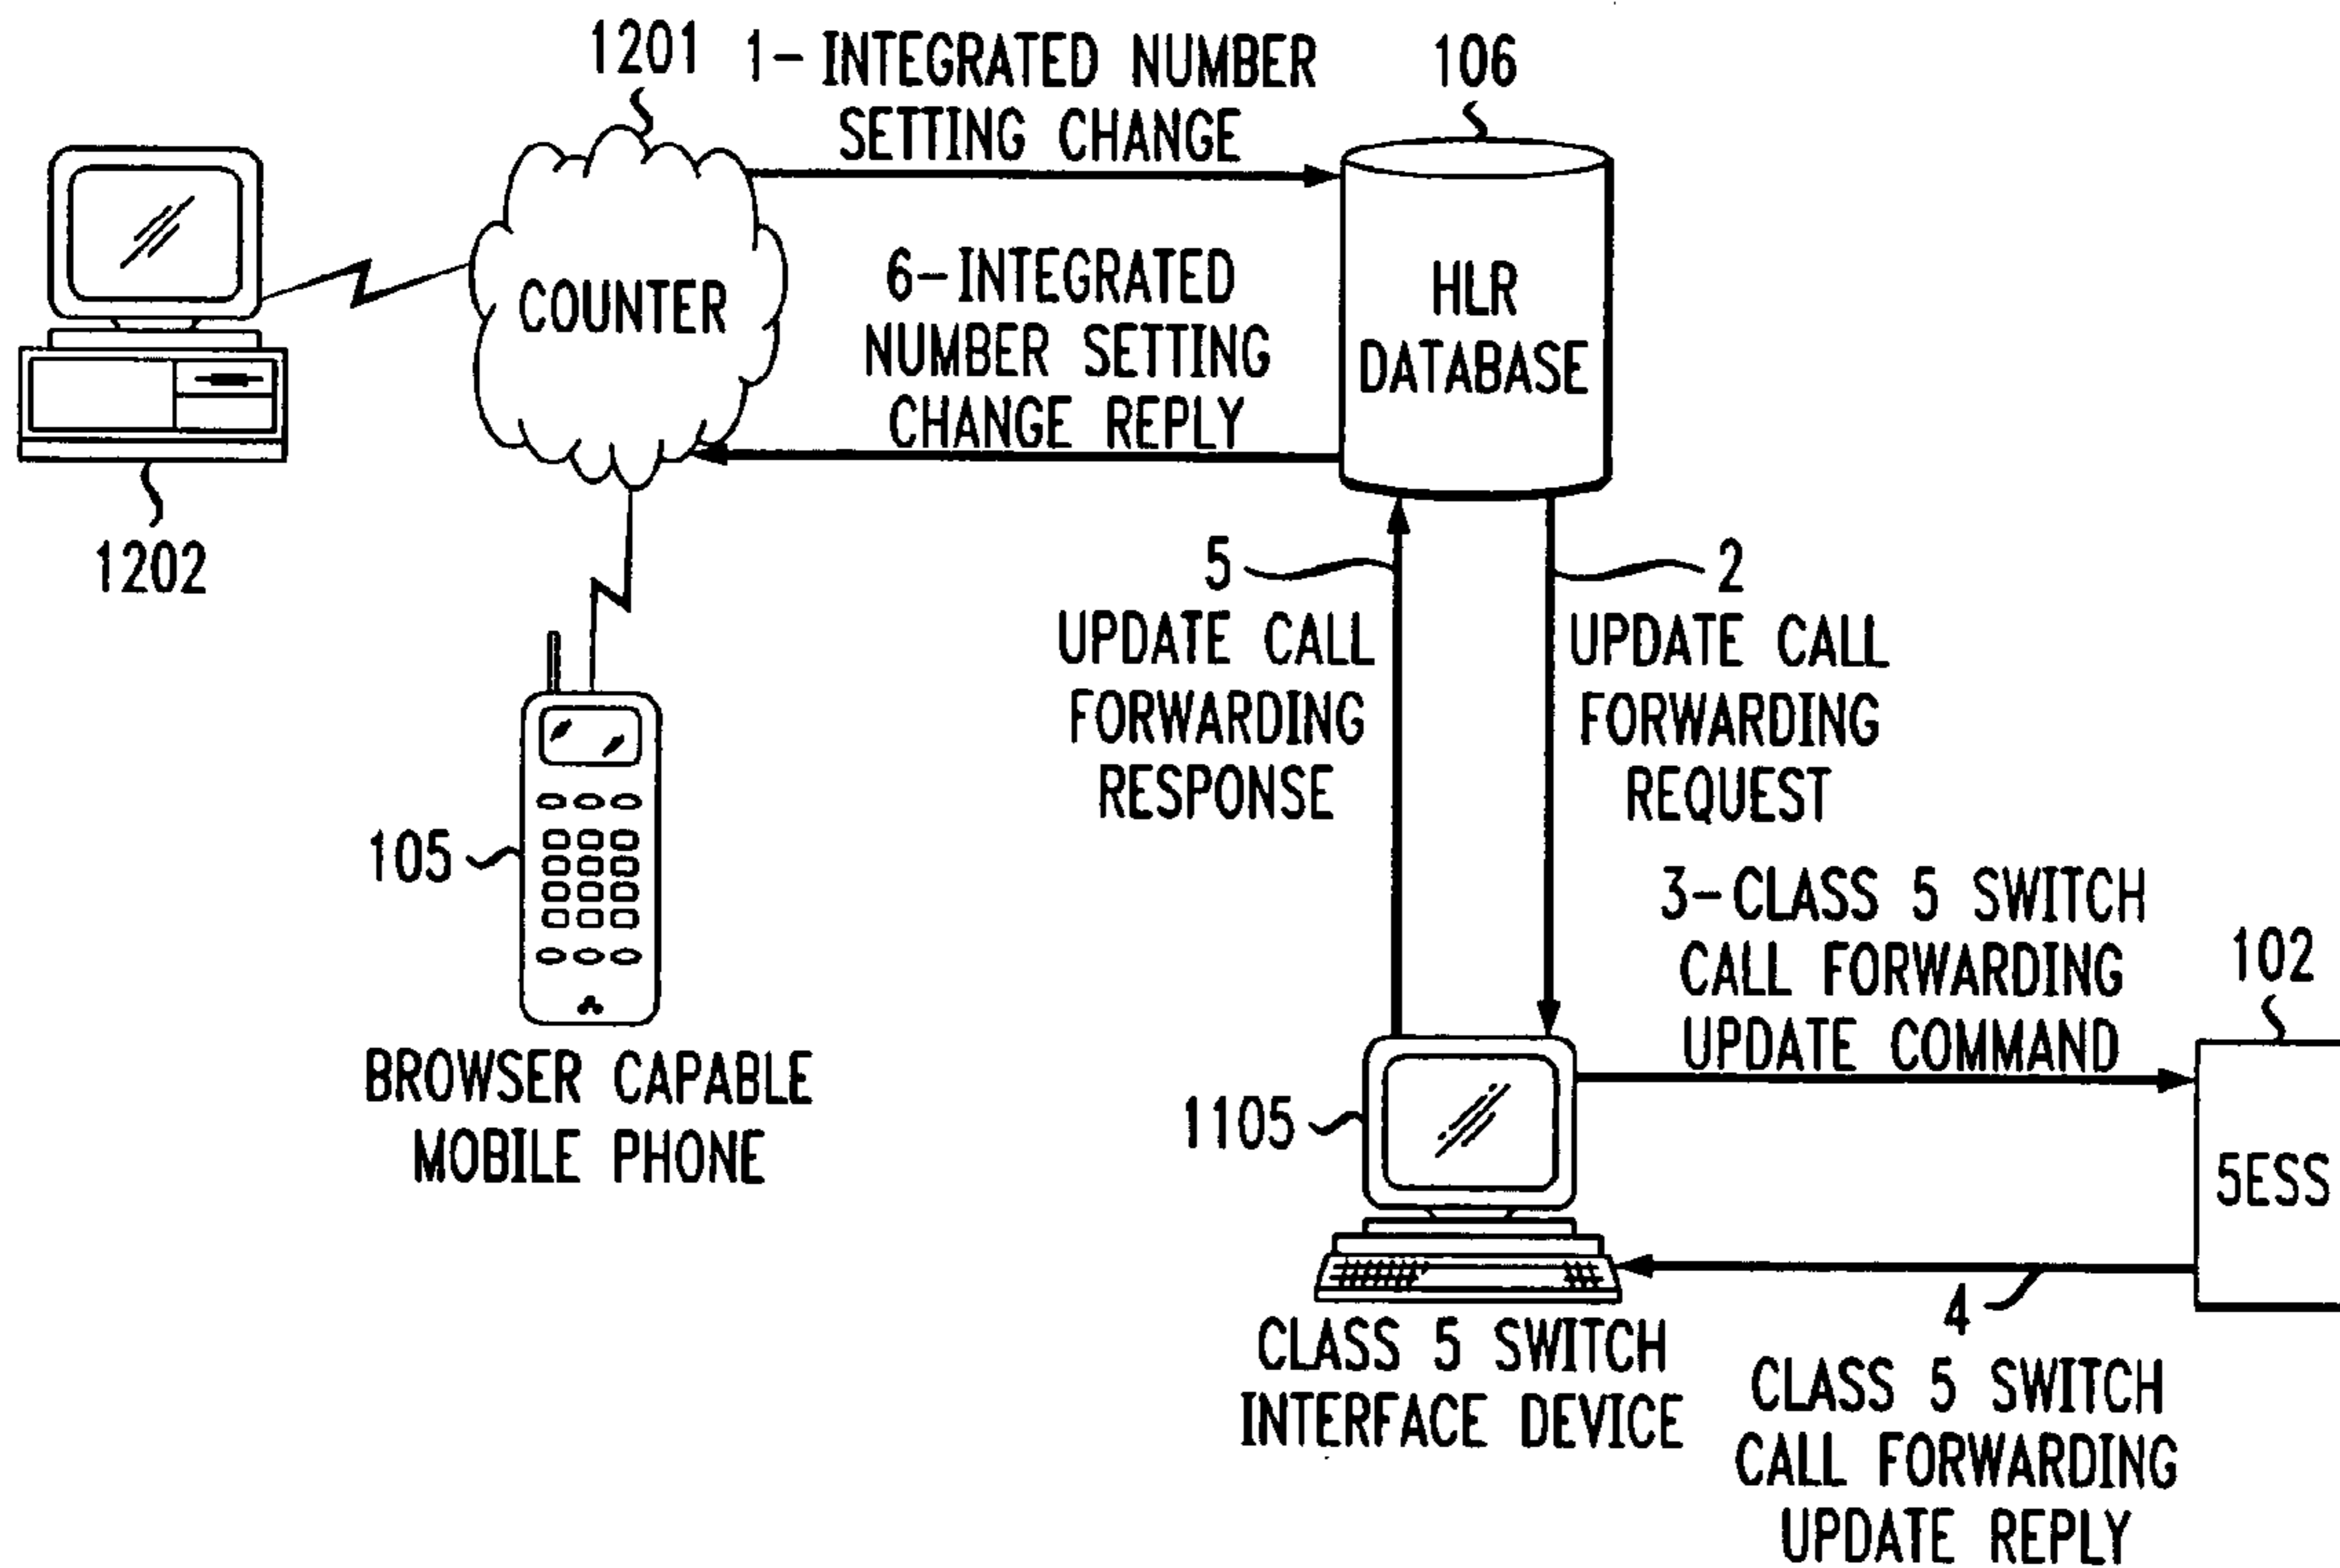 1201
1- INTEGRATED NUMBER
SETTING CHANGE
106
COUNTER
6-INTEGRATED
NUMBER SETTING
CHANGE REPLY
HLR
DATABASE
1202
5
UPDATE CALL
FORWARDING
RESPONSE
2
UPDATE CALL
FORWARDING
REQUEST
105
BROWSER CAPABLE
MOBILE PHONE
3-CLASS 5 SWITCH
CALL FORWARDING
UPDATE COMMAND
102
1105
5ESS
CLASS 5 SWITCH
INTERFACE DEVICE
4
CLASS 5 SWITCH
CALL FORWARDING
UPDATE REPLY